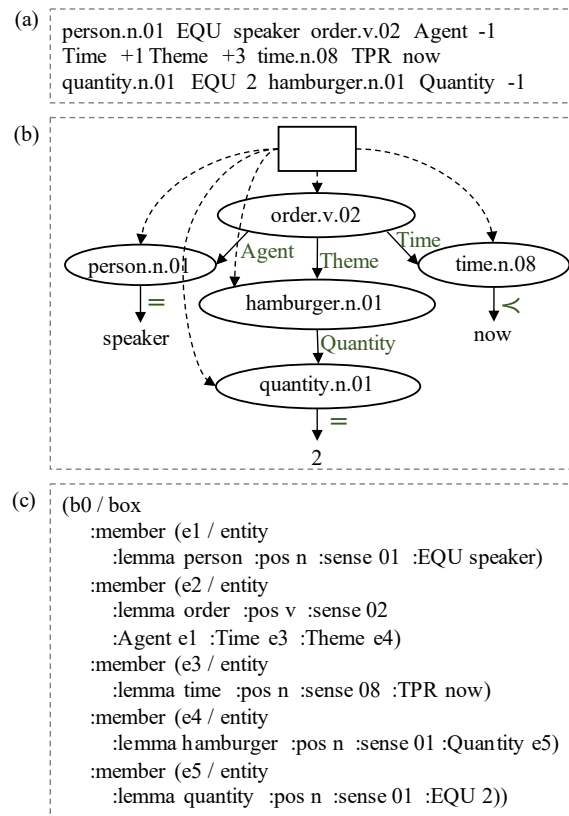 (a)
person.n.01 EQU speaker order.v.02 Agent -1
Time +1 Theme +3 time.n.08 TPR now
quantity.n.01 EQU 2 hamburger.n.01 Quantity -1
(b)
order.v.02
Agent
Theme
Time
person.n.01
time.n.08
=
hamburger.n.01
≺
speaker
now
Quantity
quantity.n.01
=
2
(c)
(b0 / box
:member (e1 / entity
:lemma person :pos n :sense 01 :EQU speaker)
:member (e2 / entity
:lemma order :pos v :sense 02
:Agent e1 :Time e3 :Theme e4)
:member (e3 / entity
:lemma time :pos n :sense 08 :TPR now)
:member (e4 / entity
:lemma hamburger :pos n :sense 01 :Quantity e5)
:member (e5 / entity
:lemma quantity :pos n :sense 01 :EQU 2))